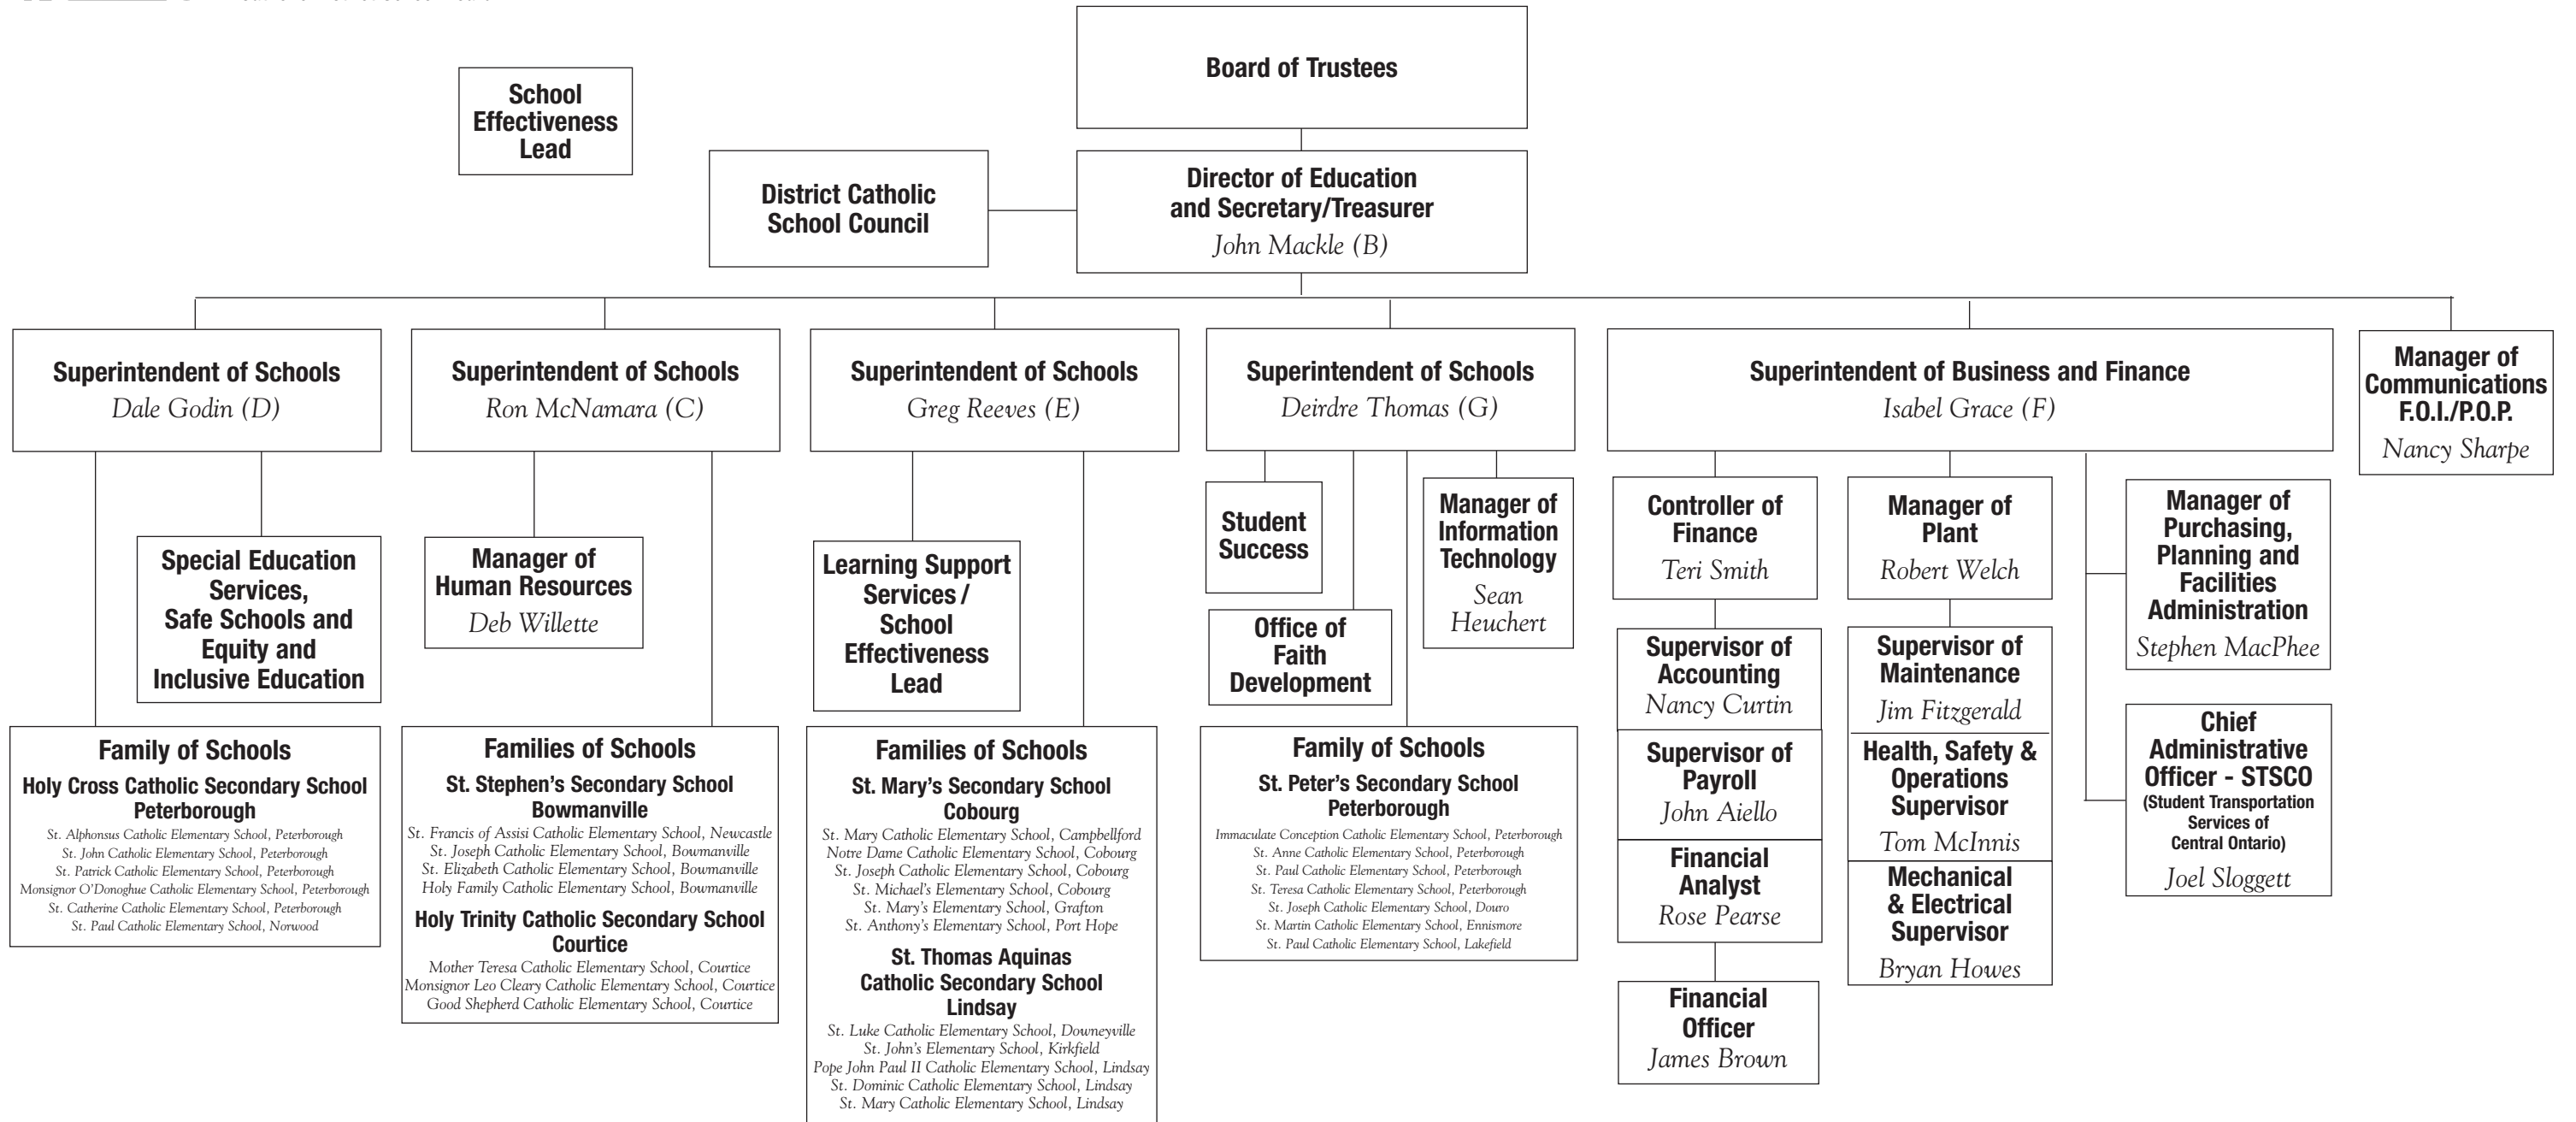 Board of Trustees
School
Effectiveness
Lead
District Catholic
School Council
Director of Education
and Secretary/Treasurer
John Mackle (B)
Superintendent of Schools
Dale Godin (D)
Superintendent of Schools
Ron McNamara (C)
Superintendent of Schools
Greg Reeves (E)
Superintendent of Schools
Deirdre Thomas (G)
Superintendent of Business and Finance
Isabel Grace (F)
Manager of
Communications
F.O.I./P.O.P.
Nancy Sharpe
Special Education
Services,
Safe Schools and
Equity and
Inclusive Education
Manager of
Human Resources
Deb Willette
Learning Support
Services /
School
Effectiveness
Lead
Student
Success
Office of
Faith
Development
Manager of
Information
Technology
Sean
Heuchert
Controller of
Finance
Teri Smith
Supervisor of
Accounting
Nancy Curtin
Supervisor of
Payroll
John Aiello
Financial
Analyst
Rose Pearse
Financial
Officer
James Brown
Manager of
Plant
Robert Welch
Supervisor of
Maintenance
Jim Fitzgerald
Health, Safety &
Operations
Supervisor
Tom McInnis
Mechanical
& Electrical
Supervisor
Bryan Howes
Manager of
Purchasing,
Planning and
Facilities
Administration
Stephen MacPhee
Chief
Administrative
Officer - STSCO
(Student Transportation
Services of
Central Ontario)
Joel Sloggett
Family of Schools
Holy Cross Catholic Secondary School
Peterborough
St. Alphonsus Catholic Elementary School, Peterborough
St. John Catholic Elementary School, Peterborough
St. Patrick Catholic Elementary School, Peterborough
Monsignor O'Donoghue Catholic Elementary School, Peterborough
St. Catherine Catholic Elementary School, Peterborough
St. Paul Catholic Elementary School, Norwood
Families of Schools
St. Stephen's Secondary School
Bowmanville
St. Francis of Assisi Catholic Elementary School, Newcastle
St. Joseph Catholic Elementary School, Bowmanville
St. Elizabeth Catholic Elementary School, Bowmanville
Holy Family Catholic Elementary School, Bowmanville
Holy Trinity Catholic Secondary School
Courtice
Mother Teresa Catholic Elementary School, Courtice
Monsignor Leo Cleary Catholic Elementary School, Courtice
Good Shepherd Catholic Elementary School, Courtice
Families of Schools
St. Mary's Secondary School
Cobourg
St. Mary Catholic Elementary School, Campbellford
Notre Dame Catholic Elementary School, Cobourg
St. Joseph Catholic Elementary School, Cobourg
St. Michael's Elementary School, Cobourg
St. Mary's Elementary School, Grafton
St. Anthony's Elementary School, Port Hope
St. Thomas Aquinas
Catholic Secondary School
Lindsay
St. Luke Catholic Elementary School, Downeyville
St. John's Elementary School, Kirkfield
Pope John Paul II Catholic Elementary School, Lindsay
St. Dominic Catholic Elementary School, Lindsay
St. Mary Catholic Elementary School, Lindsay
Family of Schools
St. Peter's Secondary School
Peterborough
Immaculate Conception Catholic Elementary School, Peterborough
St. Anne Catholic Elementary School, Peterborough
St. Paul Catholic Elementary School, Peterborough
St. Teresa Catholic Elementary School, Peterborough
St. Joseph Catholic Elementary School, Douro
St. Martin Catholic Elementary School, Ennismore
St. Paul Catholic Elementary School, Lakefield